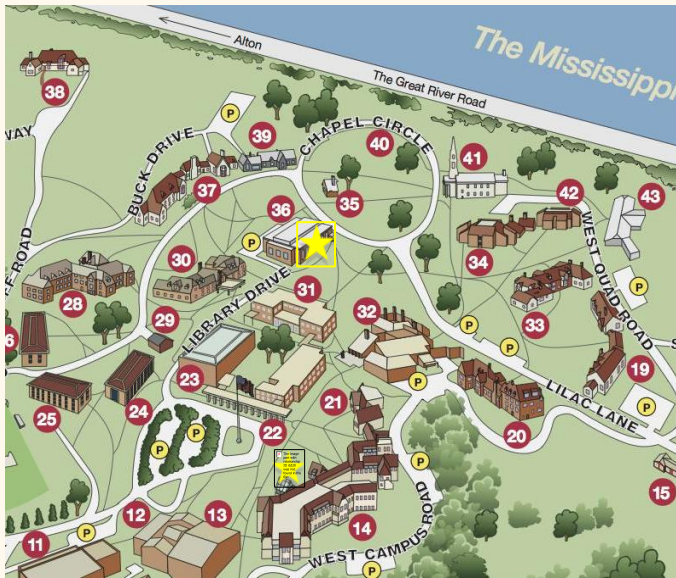 Alton
The Great River Road
The Mississippi
38
WAY
P
BUCK DRIVE
39
CHAPEL CIRCLE
40
41
42
43
37
35
36
P
WEST QUAD ROAD
34
30
P
28
LIBRARY DRIVE
31
32
33
29
P
P
23
19
25
24
21
P
LILAC LANE
P
22
20
P
P
P
15
12
13
14
P
11
WEST CAMPUS ROAD
P